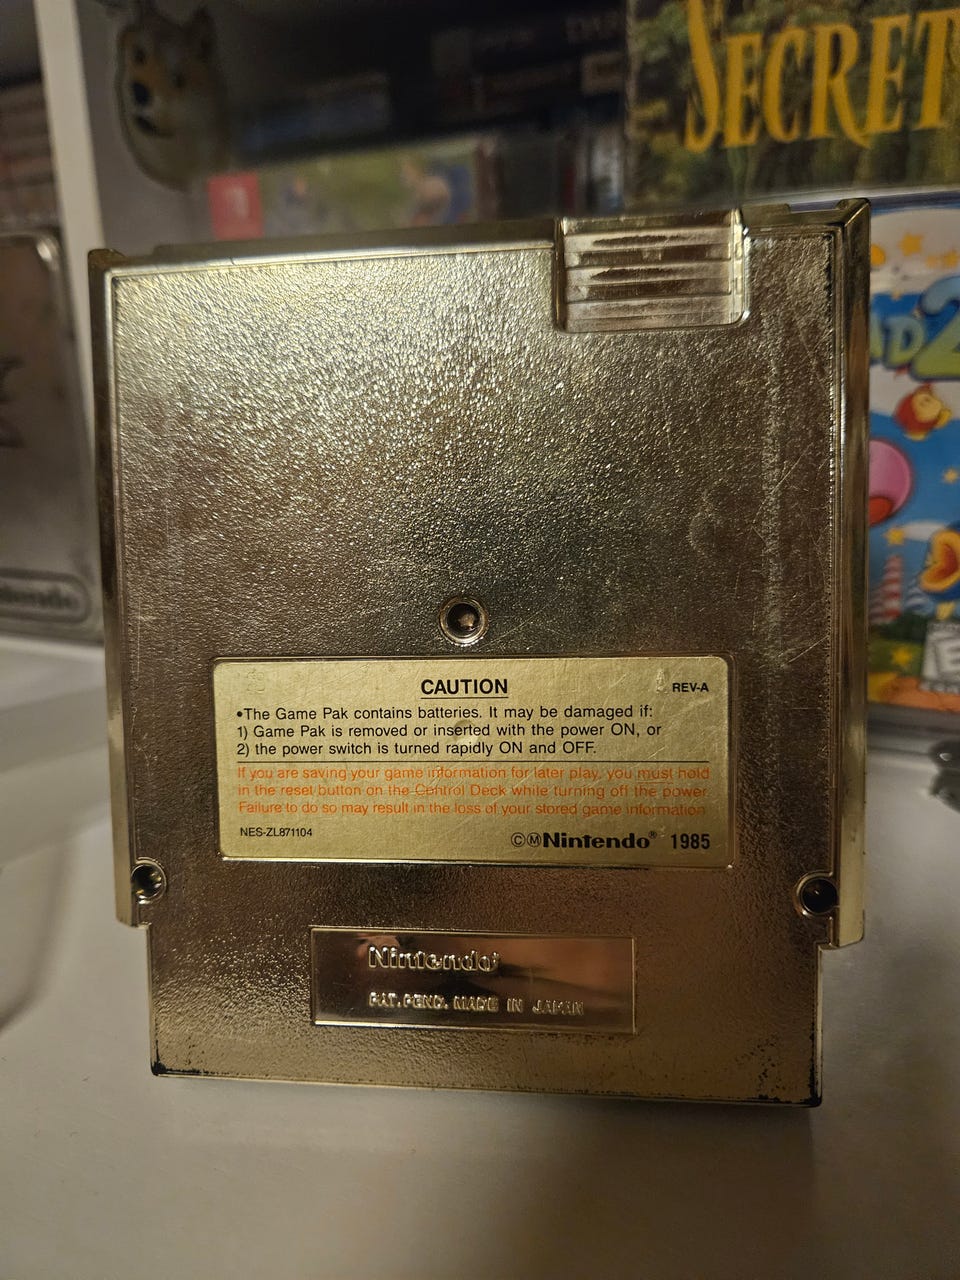 SECRET
AD 2
CAUTION
REV-A
•The Game Pak contains batteries. It may be damaged if:
1) Game Pak is removed or inserted with the power ON, or
2) the power switch is turned rapidly ON and OFF.
If you are saving your game information for later play, you must hold
in the reset button on the Control Deck while turning off the power.
Failure to do so may result in the loss of your stored game information
NES-ZL871104
©ⓂNintendo® 1985
Nintendo®
PAT. PEND. MADE IN JAPAN